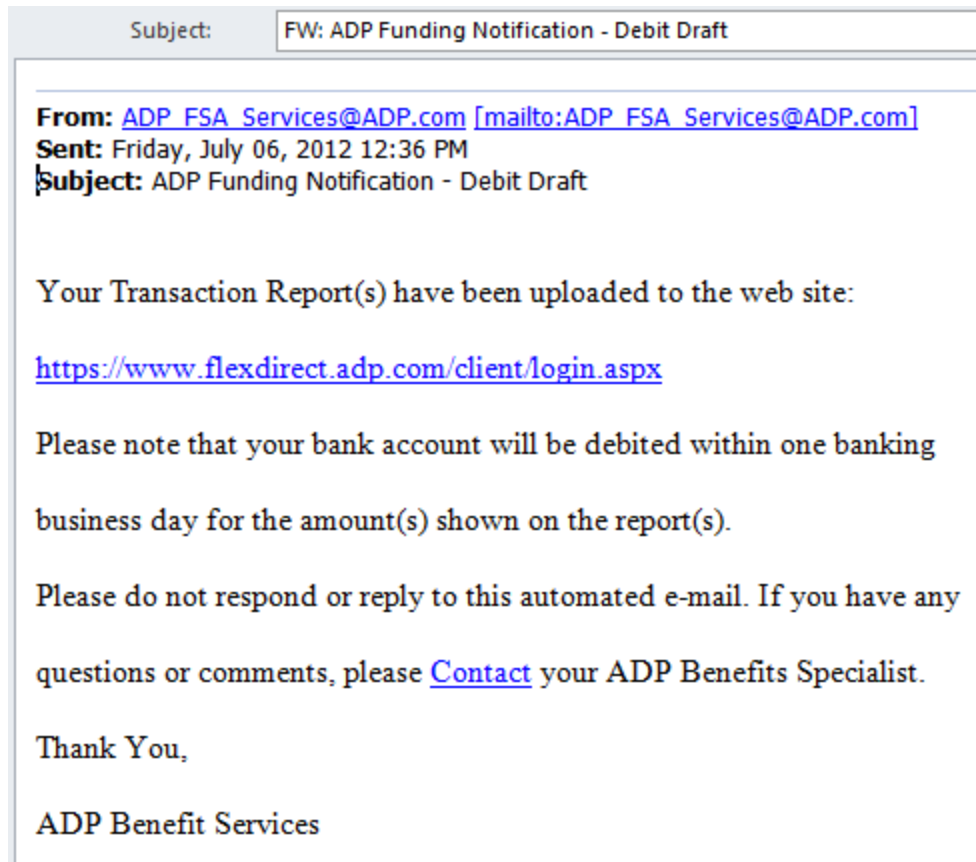 Subject: FW: ADP Funding Notification - Debit Draft
From: ADP_FSA_Services@ADP.com [mailto:ADP_FSA_Services@ADP.com]
Sent: Friday, July 06, 2012 12:36 PM
Subject: ADP Funding Notification - Debit Draft
Your Transaction Report(s) have been uploaded to the web site:
https://www.flexdirect.adp.com/client/login.aspx
Please note that your bank account will be debited within one banking
business day for the amount(s) shown on the report(s).
Please do not respond or reply to this automated e-mail. If you have any
questions or comments, please Contact your ADP Benefits Specialist.
Thank You,
ADP Benefit Services